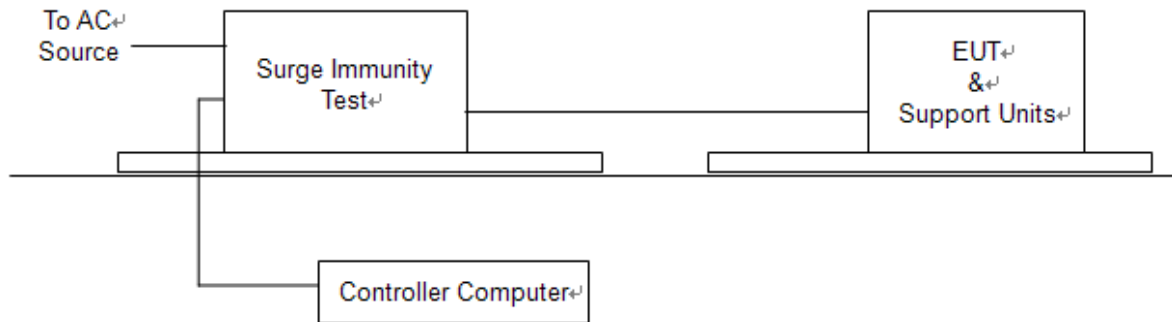 To AC↵
Source
Surge Immunity
Test↵
EUT↵
&↵
Support Units↵
Controller Computer↵